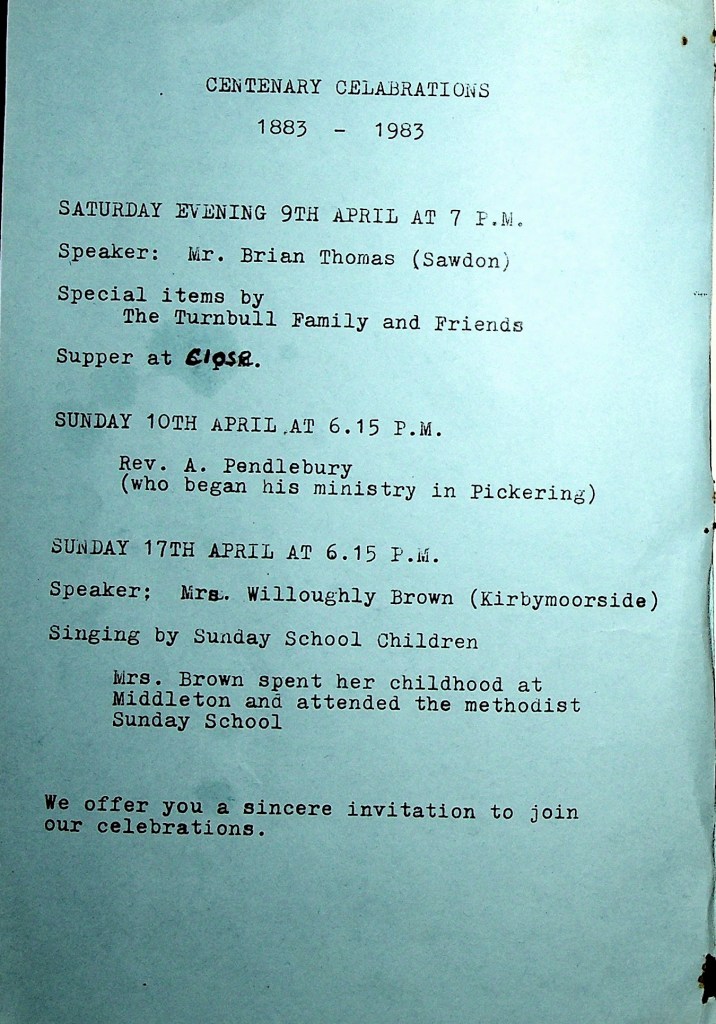 CENTENARY CELABRATIONS
1883 - 1983
SATURDAY EVENING 9TH APRIL AT 7 P.M.
Speaker: Mr. Brian Thomas (Sawdon)
Special items by
The Turnbull Family and Friends
Supper at Close.
SUNDAY 10TH APRIL AT 6.15 P.M.
Rev. A. Pendlebury
(who began his ministry in Pickering)
SUNDAY 17TH APRIL AT 6.15 P.M.
Speaker; Mrs. Willoughly Brown (Kirbymoorside)
Singing by Sunday School Children
Mrs. Brown spent her childhood at
Middleton and attended the methodist
Sunday School
We offer you a sincere invitation to join
our celebrations.